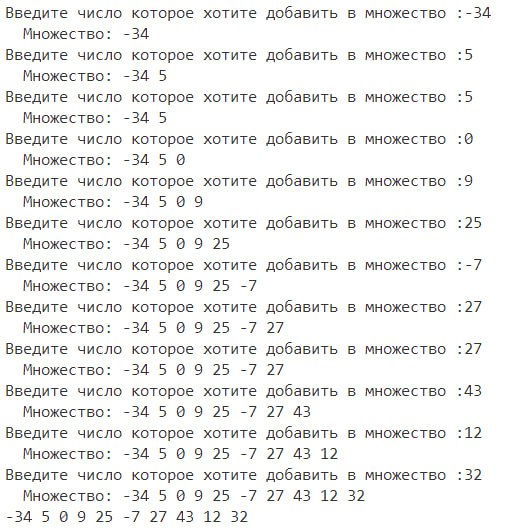 Введите число которое хотите добавить в множество :-34
Множество: -34
Введите число которое хотите добавить в множество :5
Множество: -34 5
Введите число которое хотите добавить в множество :5
Множество: -34 5
Введите число которое хотите добавить в множество :0
Множество: -34 5 0
Введите число которое хотите добавить в множество :9
Множество: -34 5 0 9
Введите число которое хотите добавить в множество :25
Множество: -34 5 0 9 25
Введите число которое хотите добавить в множество :-7
Множество: -34 5 0 9 25 -7
Введите число которое хотите добавить в множество :27
Множество: -34 5 0 9 25 -7 27
Введите число которое хотите добавить в множество :27
Множество: -34 5 0 9 25 -7 27
Введите число которое хотите добавить в множество :43
Множество: -34 5 0 9 25 -7 27 43
Введите число которое хотите добавить в множество :12
Множество: -34 5 0 9 25 -7 27 43 12
Введите число которое хотите добавить в множество :32
Множество: -34 5 0 9 25 -7 27 43 12 32
-34 5 0 9 25 -7 27 43 12 32